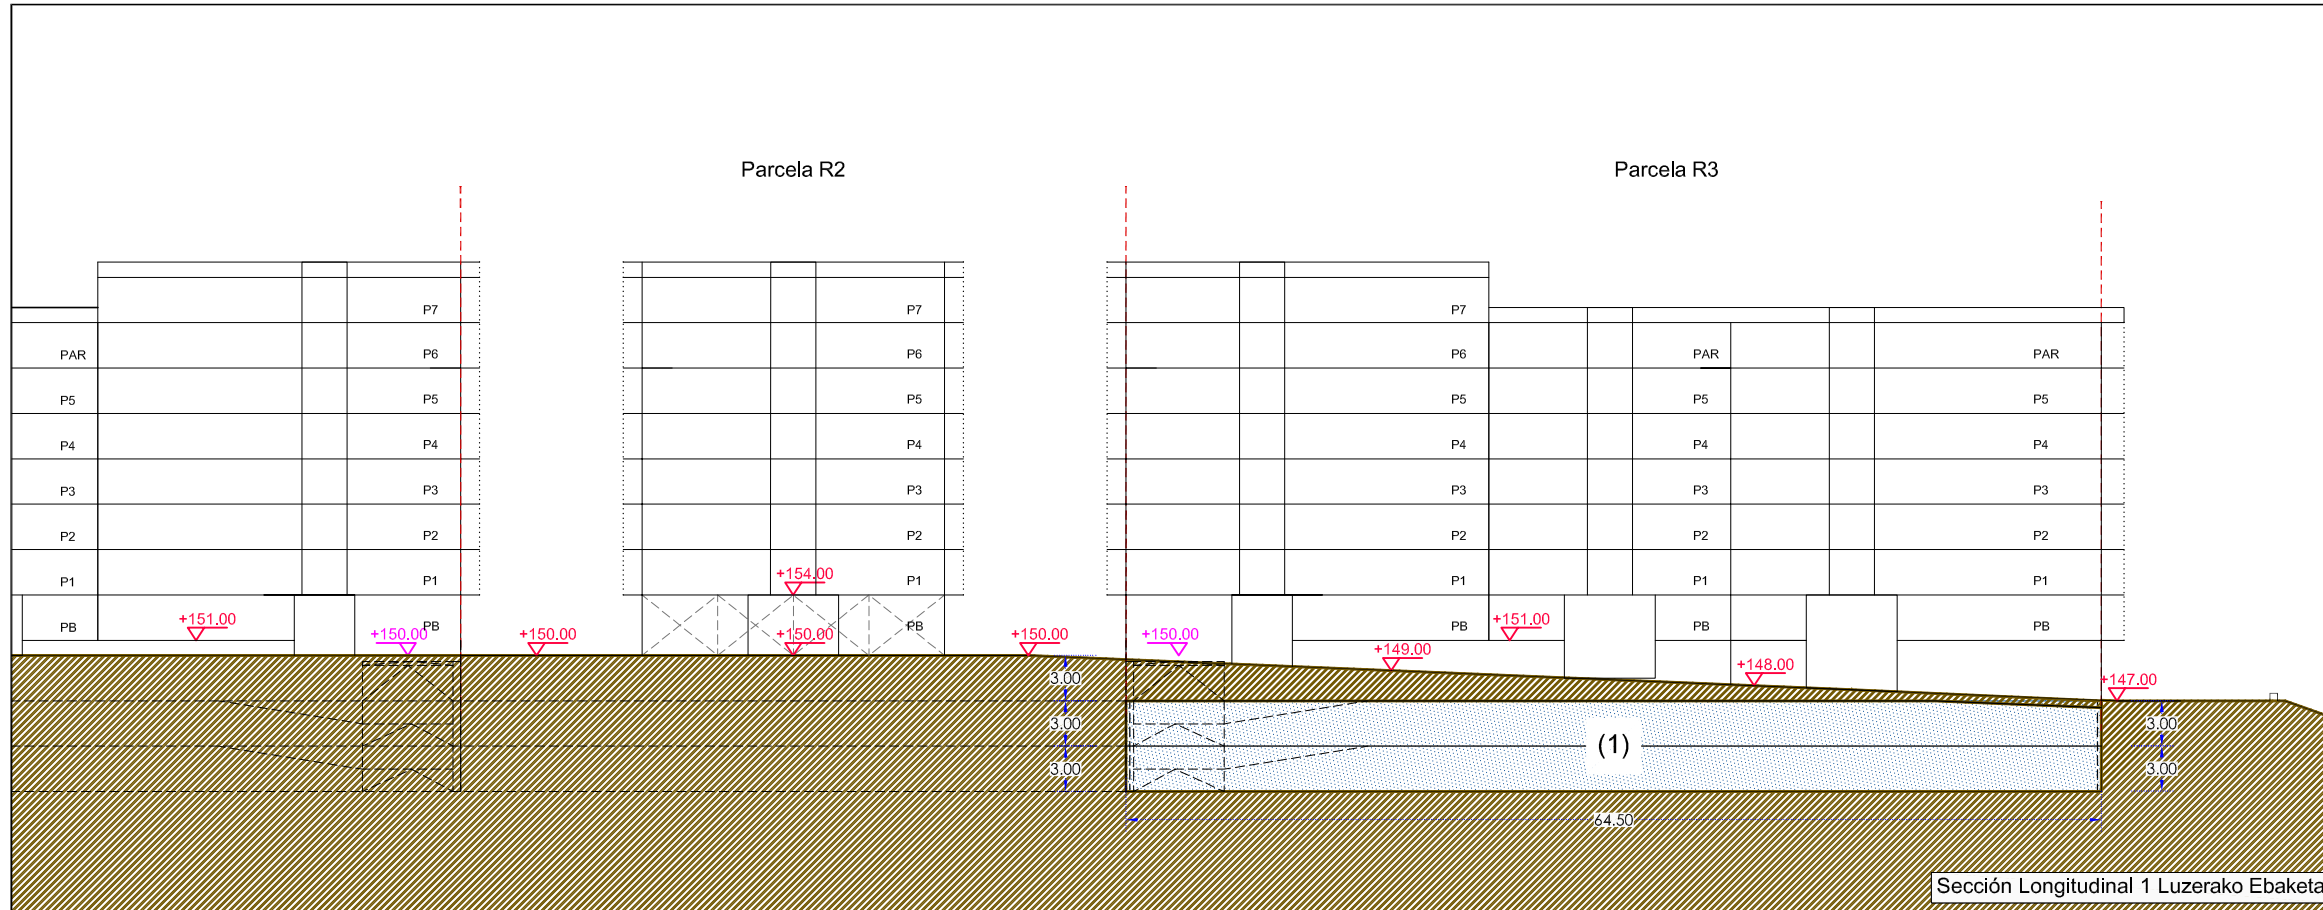 Parcela R2
Parcela R3
P7
P7
P7
PAR
P6
P6
P6
PAR
PAR
P5
P5
P5
P5
P5
P5
P4
P4
P4
P4
P4
P4
P3
P3
P3
P3
P3
P3
P2
P2
P2
P2
P2
P2
P1
P1
+154.00
P1
P1
P1
P1
PB
+151.00
PB
PB
PB
+151.00
PB
PB
+150.00
+150.00
+150.00
+150.00
+150.00
+149.00
+148.00
+147.00
3.00
3.00
3.00
(1)
3.00
3.00
64.50
Sección Longitudinal 1 Luzerako Ebaketa